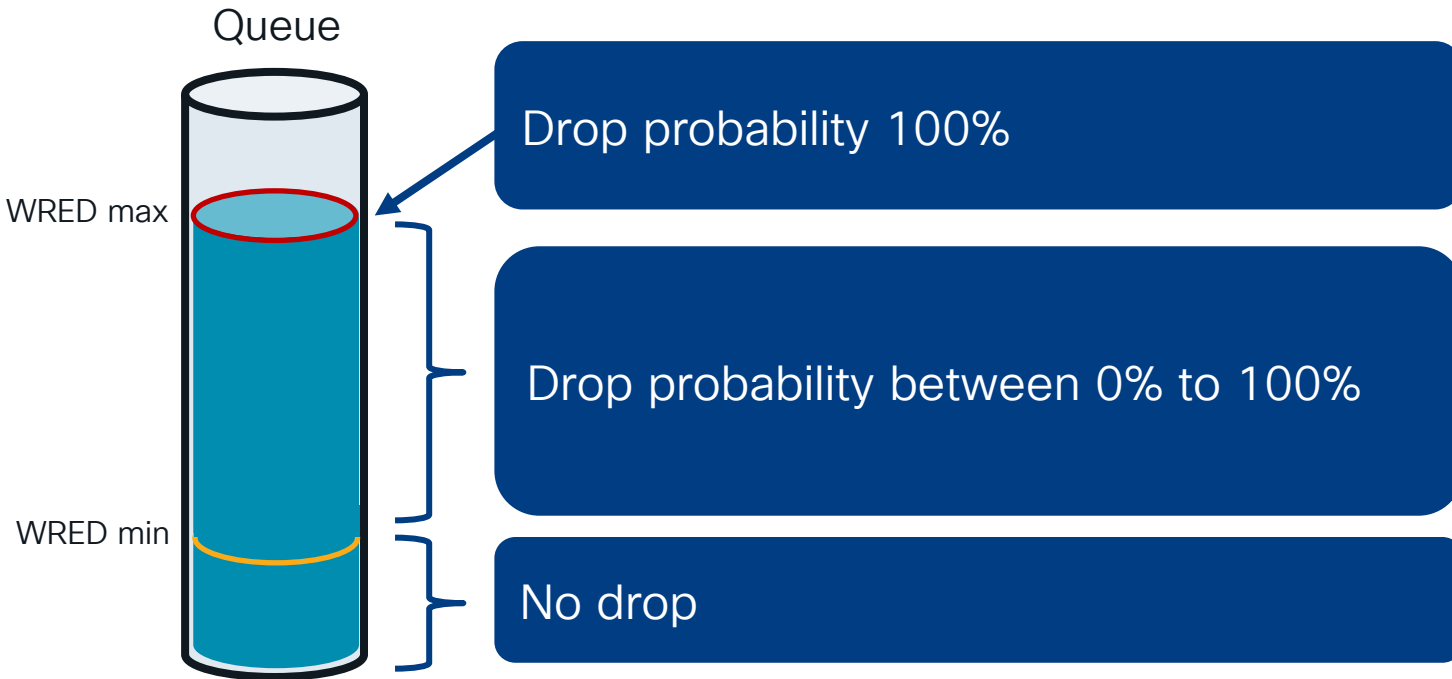 Queue
Drop probability 100%
WRED max
Drop probability between 0% to 100%
WRED min
No drop